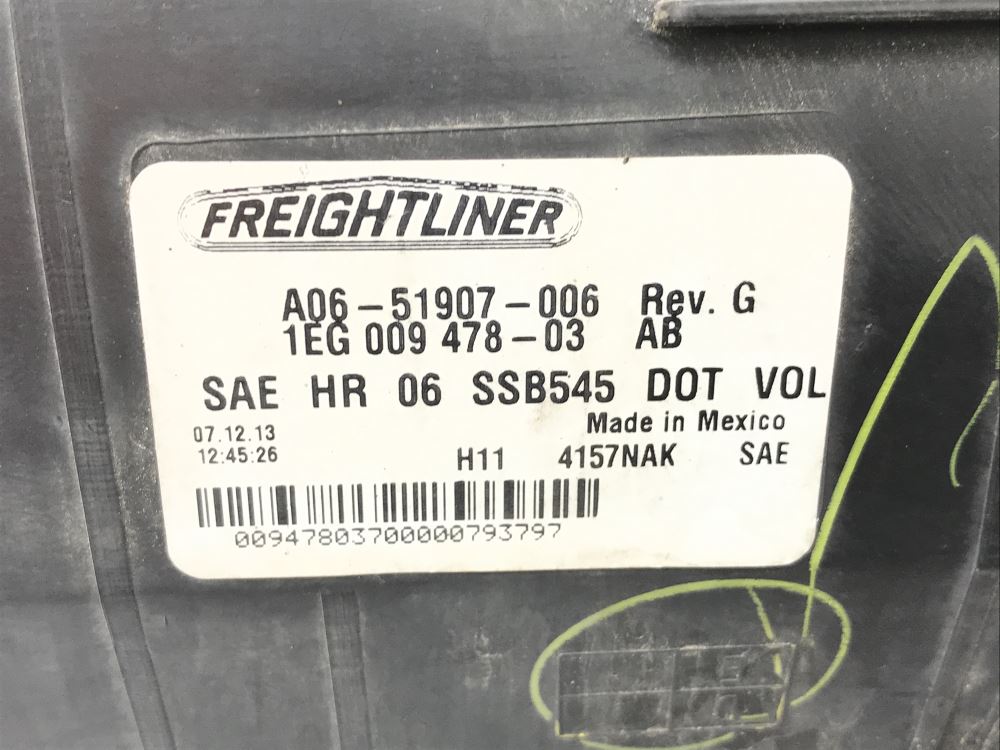 FREIGHTLINER
A06-51907-006 Rev. G
1EG 009 478-03 AB
SAE HR 06 SSB545 DOT VOL
Made in Mexico
07.12.13
12:45:26
H11 4157NAK SAE
00947803700000793797